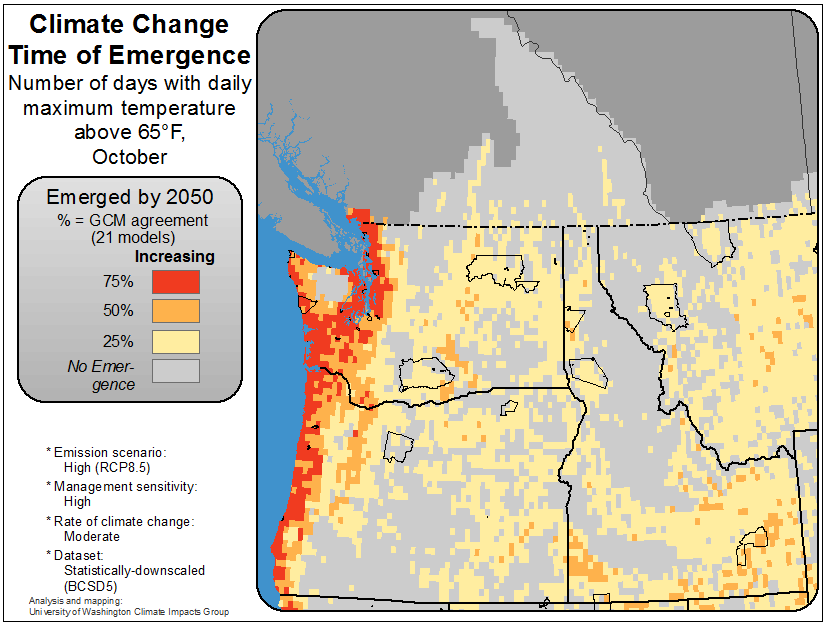 Climate Change
Time of Emergence
Number of days with daily
maximum temperature
above 65°F,
October
Emerged by 2050
% = GCM agreement
(21 models)
Increasing
75%
50%
25%
No Emer-
gence
* Emission scenario:
High (RCP8.5)
* Management sensitivity:
High
* Rate of climate change:
Moderate
* Dataset:
Statistically-downscaled
(BCSD5)
Analysis and mapping:
University of Washington Climate Impacts Group